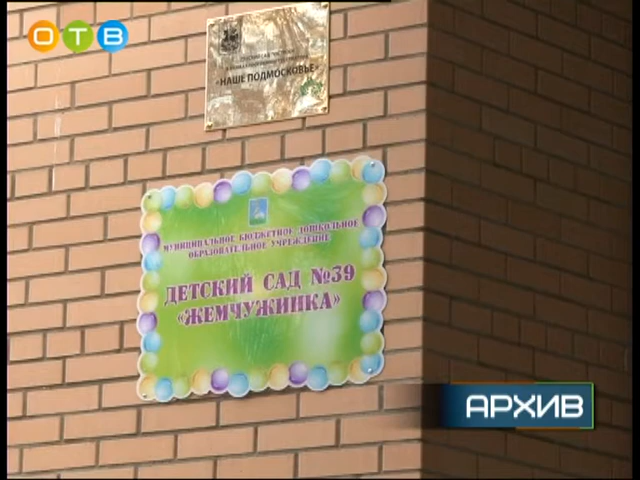 ОТВ
«НАШЕ ПОДМОСКОВЬЕ»
МУНИЦИПАЛЬНОЕ БЮДЖЕТНОЕ ДОШКОЛЬНОЕ
ОБРАЗОВАТЕЛЬНОЕ УЧРЕЖДЕНИЕ
ДЕТСКИЙ САД №39
«ЖЕМЧУЖИНКА»
АРХИВ